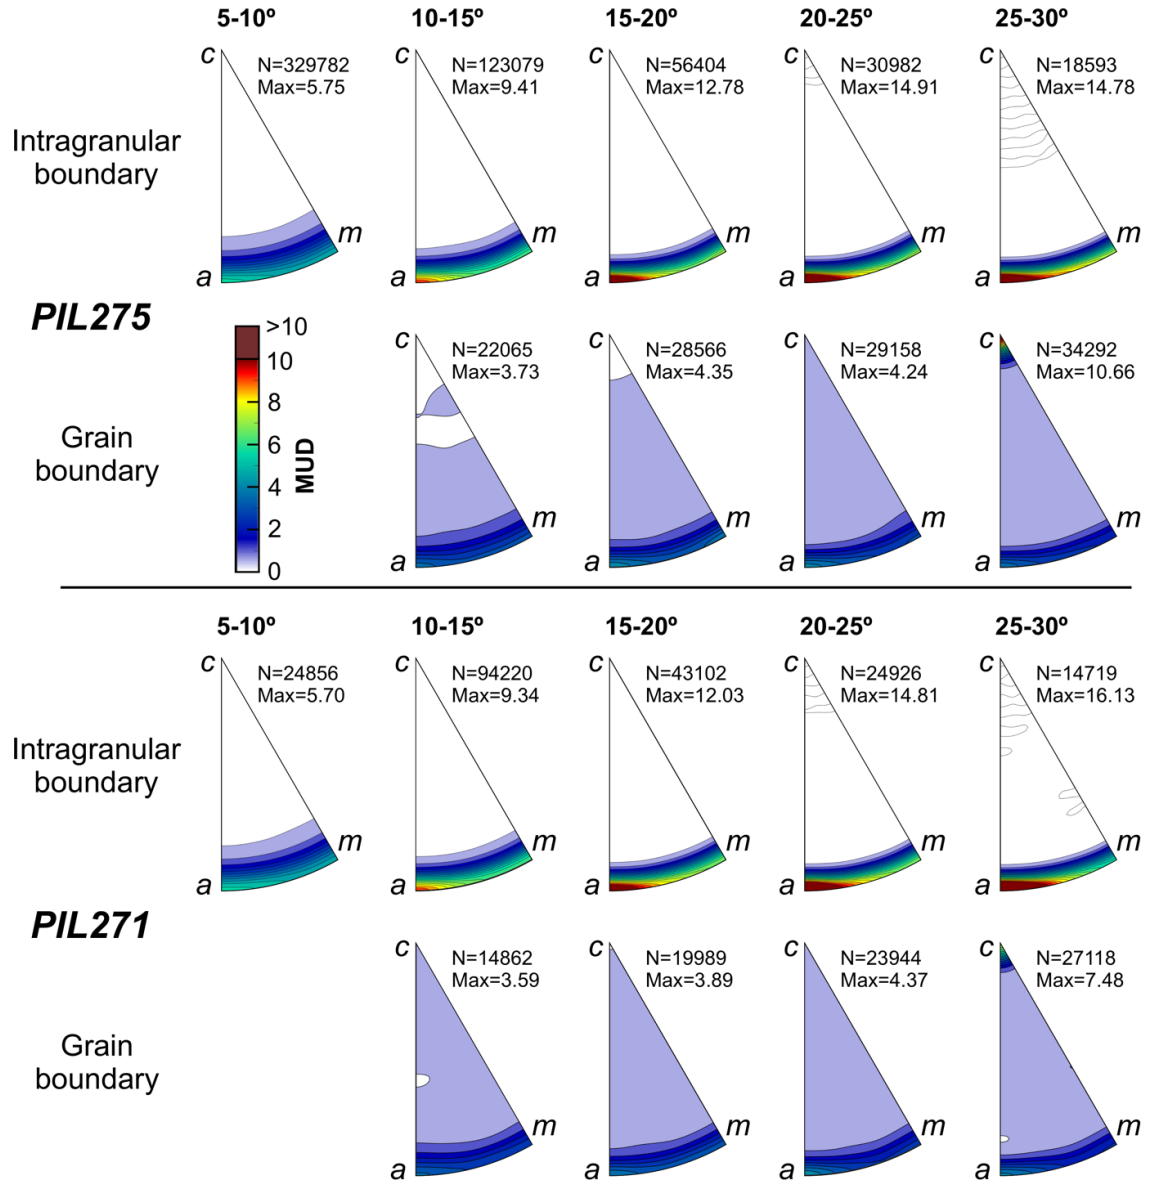 5-10º 10-15º 15-20º 20-25º 25-30º
c N=329782 c N=123079 c N=56404 c N=30982 c N=18593
Max=5.75 Max=9.41 Max=12.78 Max=14.91 Max=14.78
Intragranular
boundary
m m m m m
a a a a a
PIL275
>10
10
8
6
4
2
0
MUD
c N=22065 c N=28566 c N=29158 c N=34292
Max=3.73 Max=4.35 Max=4.24 Max=10.66
Grain
boundary
m m m m
a a a a
5-10º 10-15º 15-20º 20-25º 25-30º
c N=24856 c N=94220 c N=43102 c N=24926 c N=14719
Max=5.70 Max=9.34 Max=12.03 Max=14.81 Max=16.13
Intragranular
boundary
m m m m m
a a a a a
PIL271
c N=14862 c N=19989 c N=23944 c N=27118
Max=3.59 Max=3.89 Max=4.37 Max=7.48
Grain
boundary
m m m m
a a a a